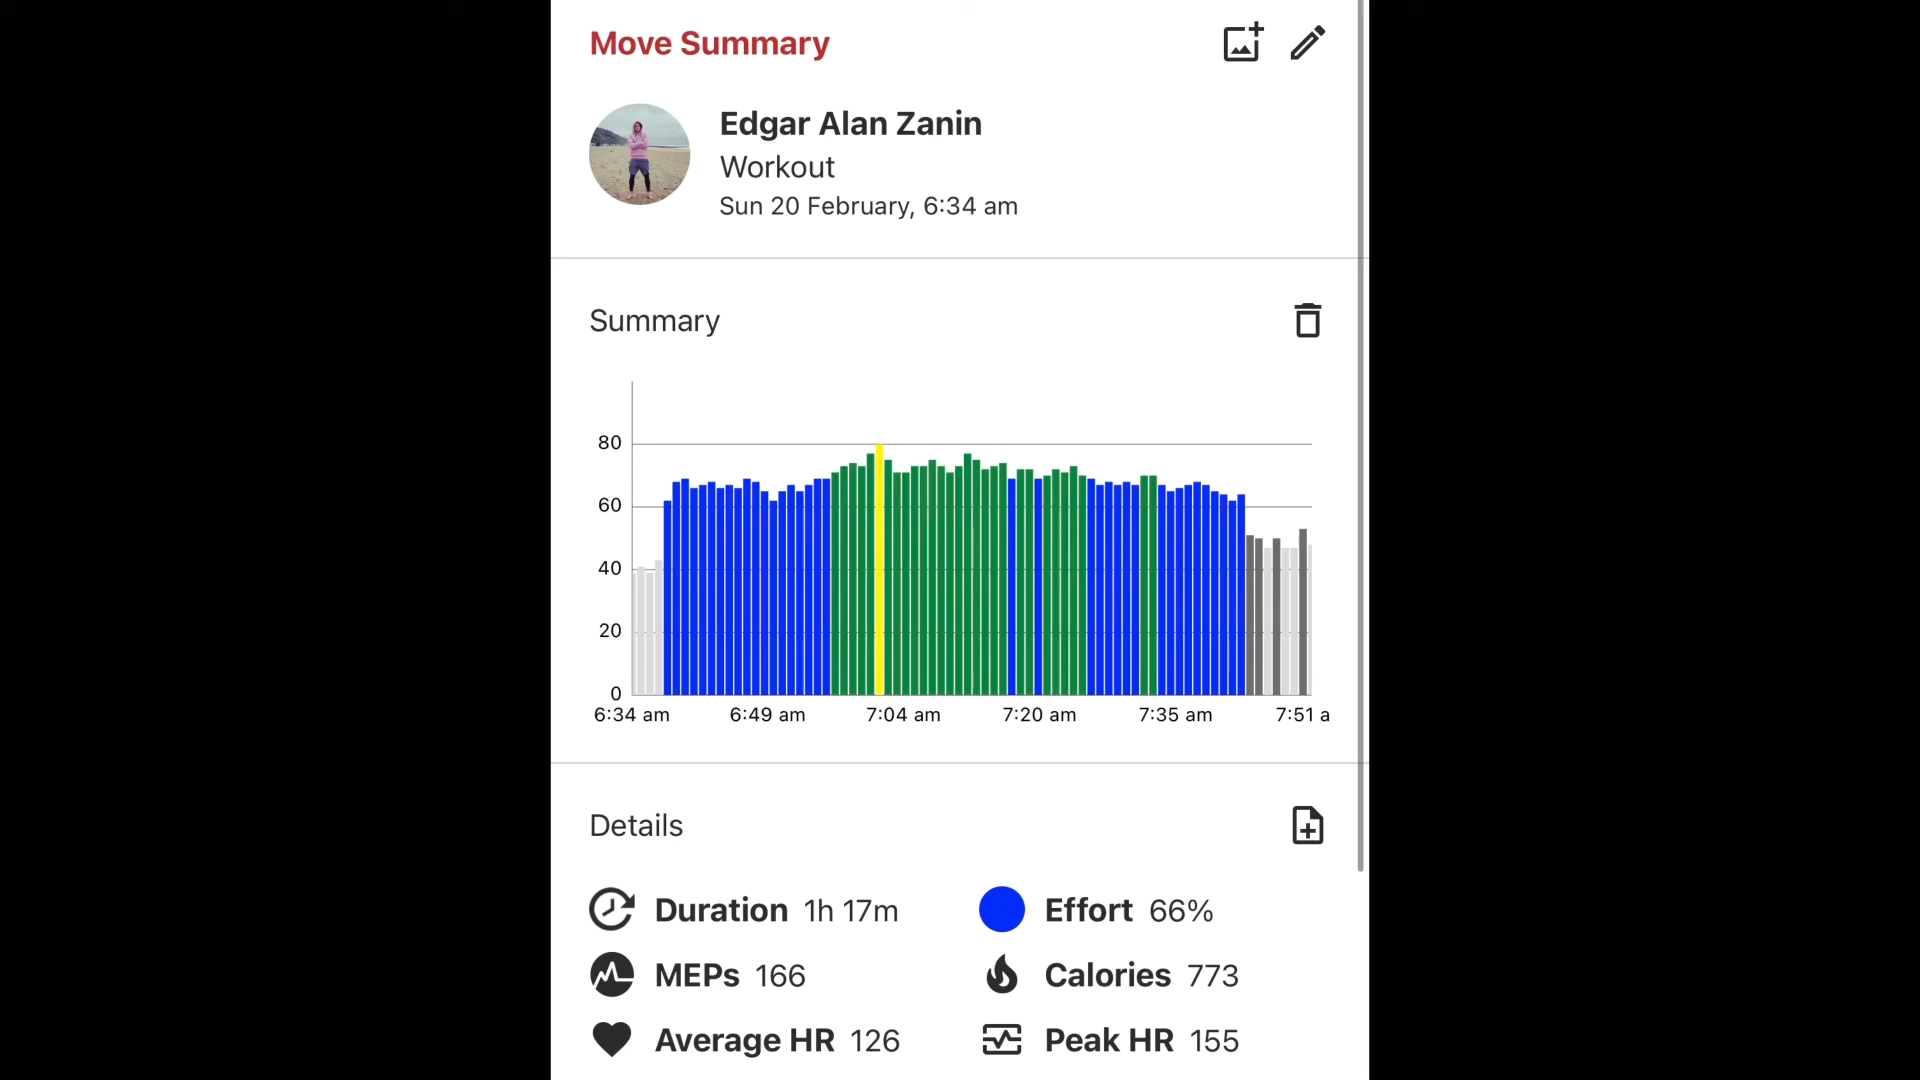 Move Summary
Edgar Alan Zanin
Workout
Sun 20 February, 6:34 am
Summary
80
60
40
20
0
6:34 am 6:49 am 7:04 am 7:20 am 7:35 am 7:51 a
Details
Duration 1h 17m Effort 66%
MEPs 166 Calories 773
Average HR 126 Peak HR 155